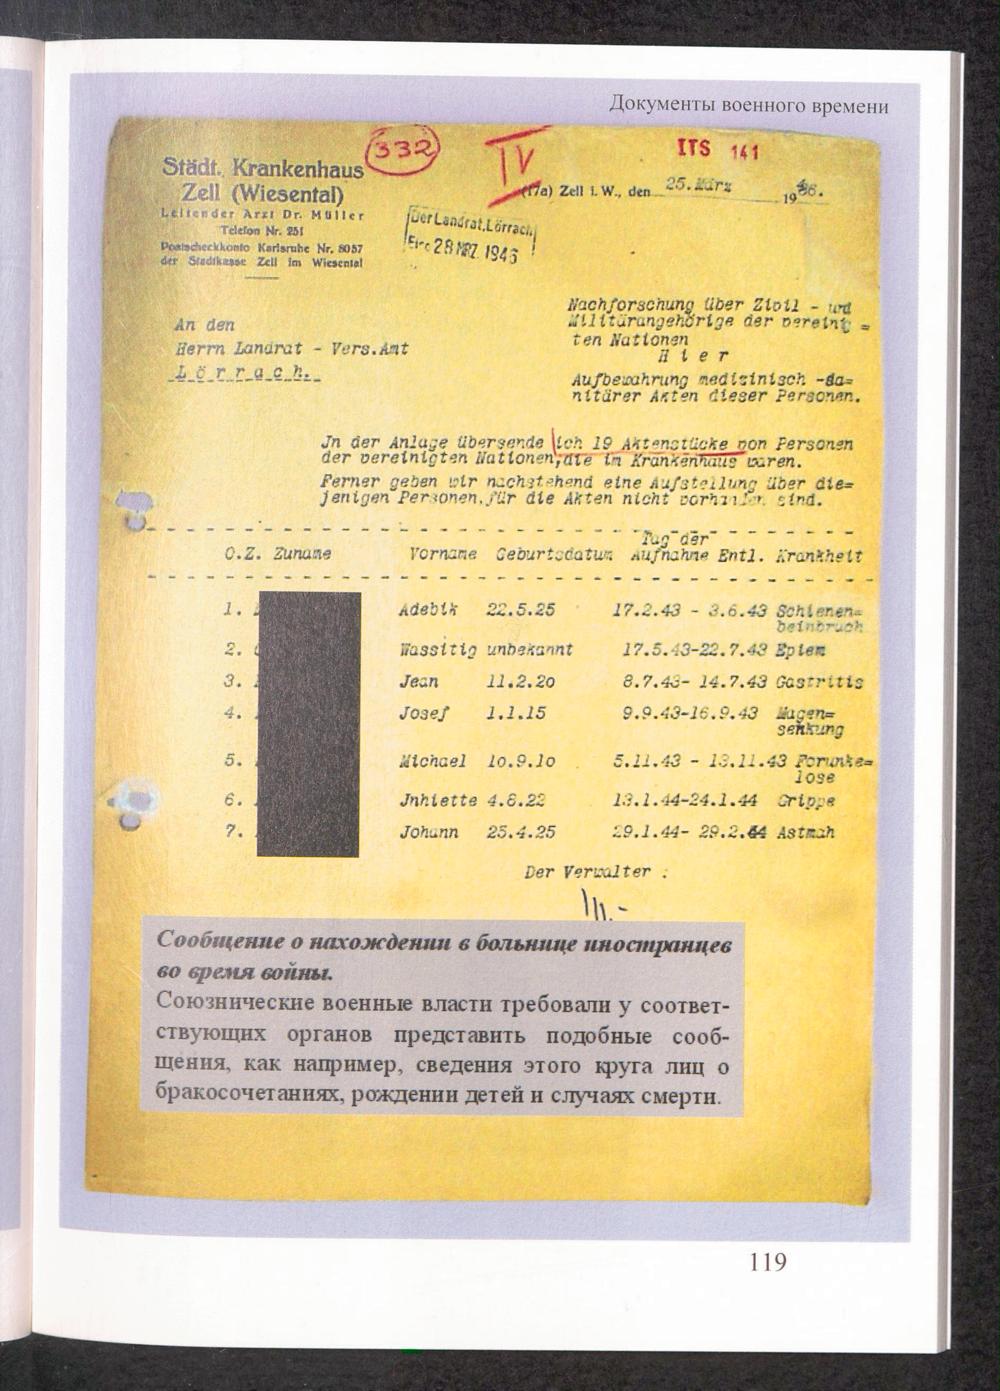 Документы военного времени
332
IV
ITS 141
Städt. Krankenhaus
Zell (Wiesental)
Leitender Arzt Dr. Müller
Telefon Nr. 251
Postscheckkonto Karlsruhe Nr. 8057
der Stadtkasse Zell im Wiesental
(17a) Zell i. W., den 25. März 1946.
Der Landrat Lörrach
28 MRZ. 1946
An den
Herrn Landrat - Vers.Amt
Lörrach.
Nachforschung über Zivil - und
Militärangehörige der vereinig =
ten Nationen
Hier
Aufbewahrung medizinisch -sa=
nitärer Akten dieser Personen.
Jn der Anlage übersende ich 19 Aktenstücke von Personen
der vereinigten Nationen, die im Krankenhaus waren.
Ferner geben wir nachstehend eine Aufstellung über die=
jenigen Personen, für die Akten nicht vorhanden sind.
O.Z. Zuname Vorname Geburtsdatum Tag der Aufnahme Entl. Krankheit
1. Adebik 22.5.25 17.2.43 - 3.6.43 Schienen=
beinbruch
2. Wassitig unbekannt 17.5.43-22.7.43
3. Jean 11.2.20 8.7.43- 14.7.43 Gastritis
4. Josef 1.1.15 9.9.43-16.9.43 Magen=
senkung
5. Michael 10.9.10 5.11.43 - 13.11.43 Forunke=
lose
6. Jnhiette 4.8.22 13.1.44-24.1.44 Grippe
7. Johann 25.4.25 29.1.44- 29.2.44 Astmah
Der Verwalter :
Сообщение о нахождении в больнице иностранцев
во время войны.
Союзнические военные власти требовали у соответ-
ствующих органов представить подобные сооб-
щения, как например, сведения этого круга лиц о
бракосочетаниях, рождении детей и случаях смерти.
119